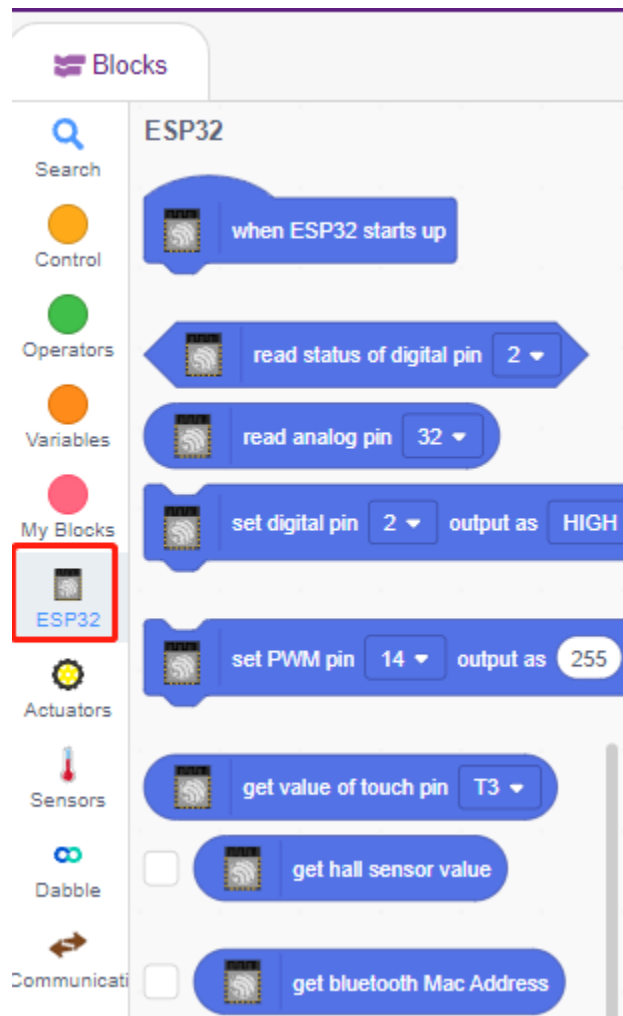 Blocks
Search
Control
Operators
Variables
My Blocks
ESP32
Actuators
Sensors
Dabble
Communicati
ESP32
when ESP32 starts up
read status of digital pin 2
read analog pin 32
set digital pin 2 output as HIGH
set PWM pin 14 output as 255
get value of touch pin T3
get hall sensor value
get bluetooth Mac Address